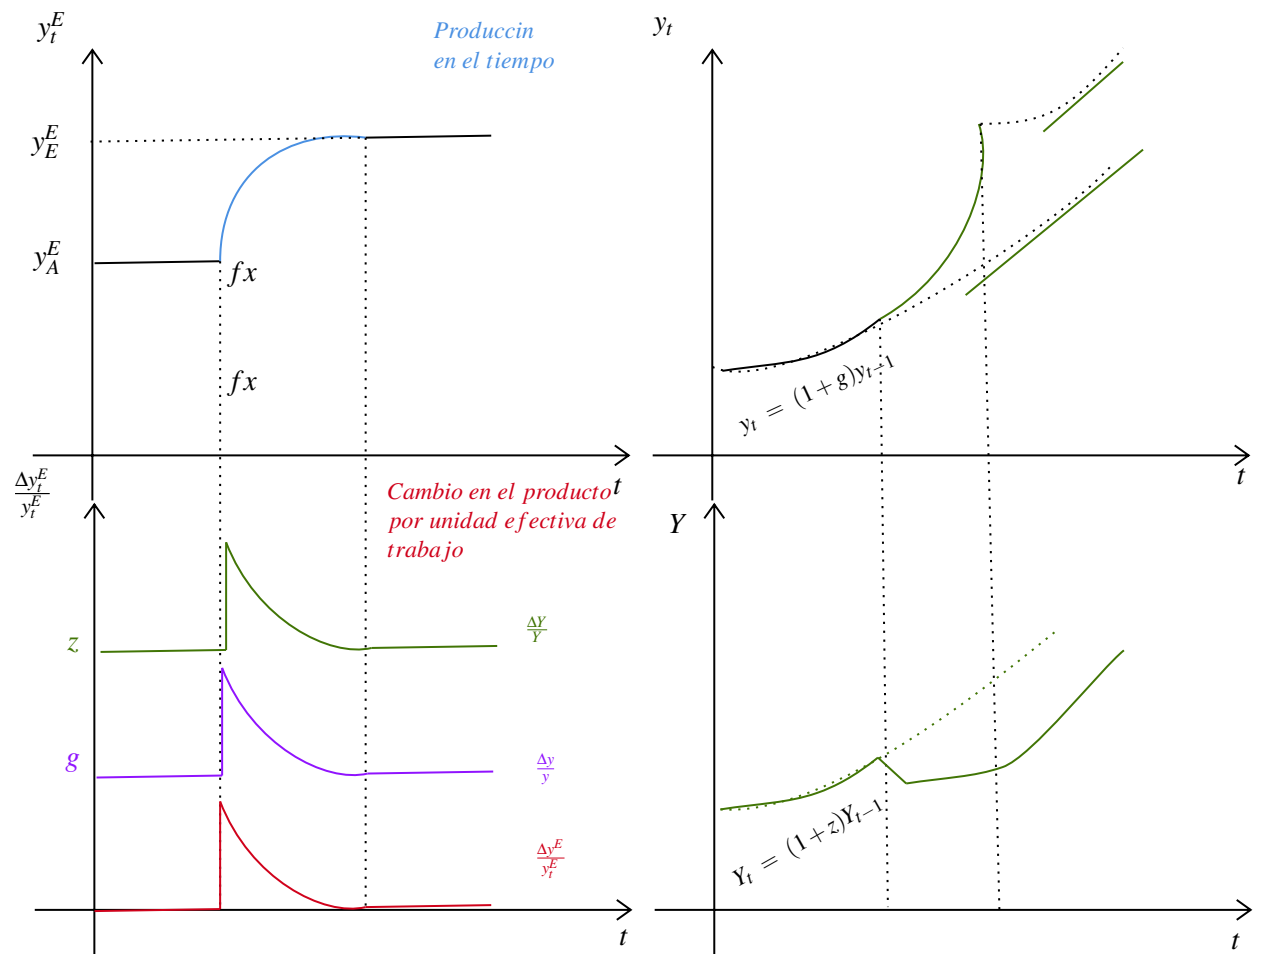 y_t^E
Produccin
en el tiempo
y_E^E
y_A^E
fx
fx
t
y_t
y_t = (1+g)y_{t-1}
t
Δy_t^E / y_t^E
Cambio en el producto
por unidad efectiva de
trabajo
z
ΔY / Y
g
Δy / y
Δy^E / y_t^E
t
Y
Y_t = (1+z)Y_{t-1}
t